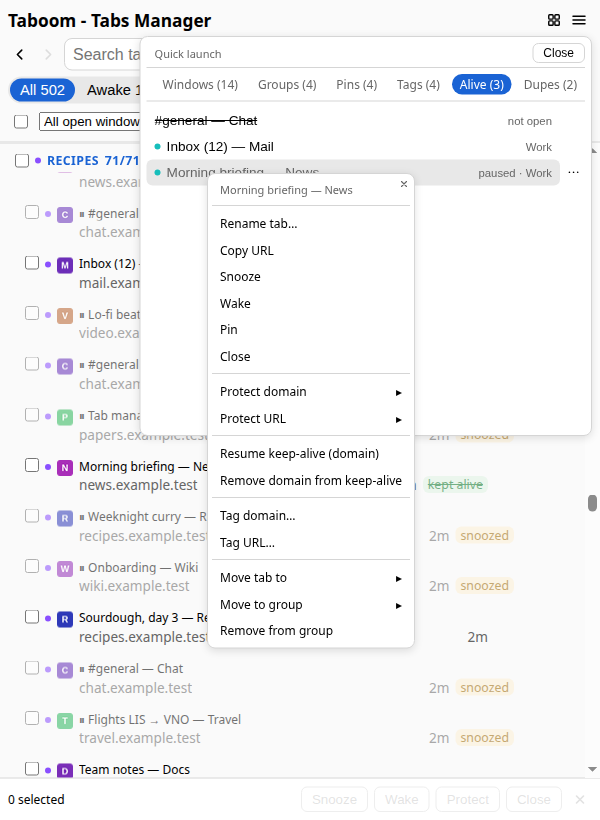 Taboom - Tabs Manager
Search ta
Quick launch
Close
Windows (14)
Groups (4)
Pins (4)
Tags (4)
Alive (3)
Dupes (2)
All 502
Awake 1
All open window
#general — Chat
not open
Inbox (12) — Mail
Work
Morning briefing — News
paused · Work
...
RECIPES 71/71
news.exam
C
#general
chat.exam
M
Inbox (12) -
mail.exam
V
Lo-fi beat
video.exam
C
#general
chat.exam
P
Tab mana
papers.example.test
2m
snoozed
N
Morning briefing — Ne
news.example.test
kept alive
R
Weeknight curry — R
recipes.example.test
2m
snoozed
W
Onboarding — Wiki
wiki.example.test
2m
snoozed
R
Sourdough, day 3 — Re
recipes.example.test
2m
C
#general — Chat
chat.example.test
2m
snoozed
T
Flights LIS → VNO — Travel
travel.example.test
2m
snoozed
D
Team notes — Docs
Morning briefing — News
×
Rename tab...
Copy URL
Snooze
Wake
Pin
Close
Protect domain
Protect URL
Resume keep-alive (domain)
Remove domain from keep-alive
Tag domain...
Tag URL...
Move tab to
Move to group
Remove from group
0 selected
Snooze
Wake
Protect
Close
×